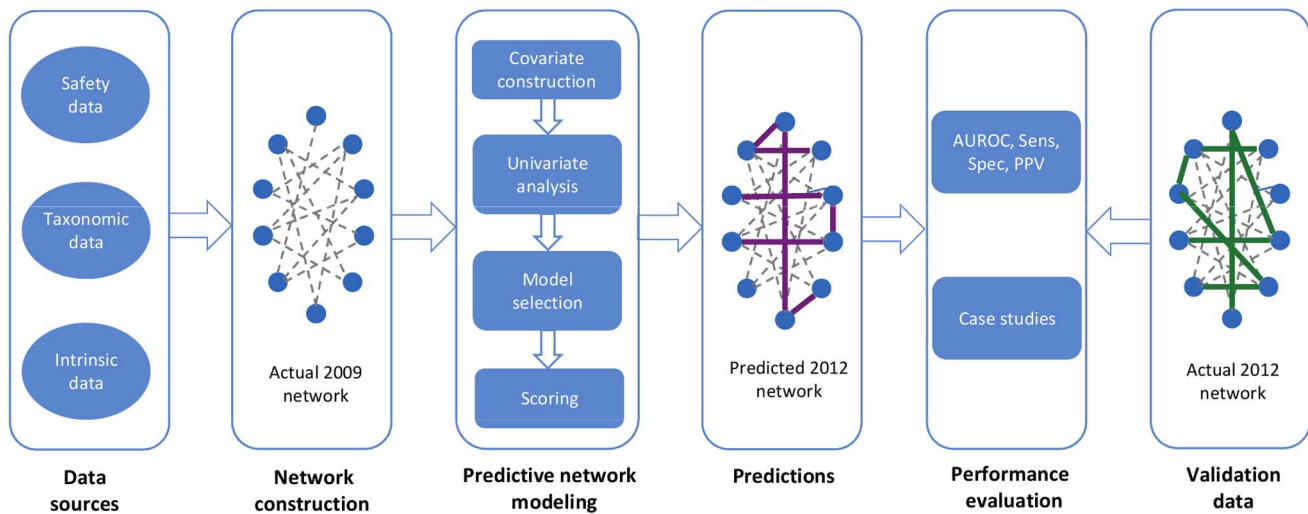 Safety
data
Taxonomic
data
Intrinsic
data
Data
sources
Actual 2009
network
Network
construction
Covariate
construction
Univariate
analysis
Model
selection
Scoring
Predictive network
modeling
Predicted 2012
network
Predictions
AUROC, Sens,
Spec, PPV
Case studies
Performance
evaluation
Actual 2012
network
Validation
data